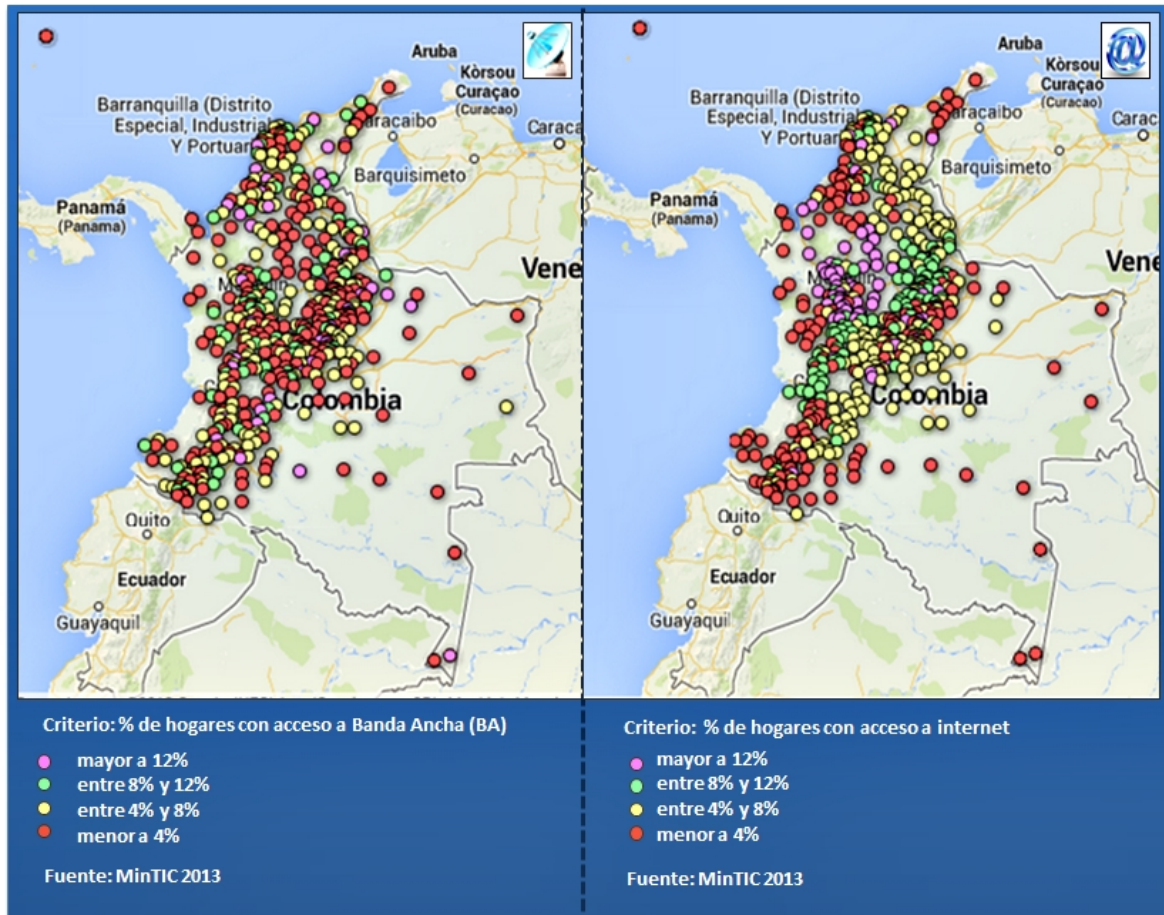 Aruba
Kòrsou
Curaçao
(Curacao)
Barranquilla (Distrito
Especial, Industrial
Y Portuar
aracaibo
Caraca
Barquisimeto
Panamá
(Panama)
Vene
Colombia
Quito
Ecuador
Guayaquil
Criterio: % de hogares con acceso a Banda Ancha (BA)
mayor a 12%
entre 8% y 12%
entre 4% y 8%
menor a 4%
Fuente: MinTIC 2013
@
Aruba
Kòrsou
Curaçao
(Curacao)
Barranquilla (Distrito
Especial, Industrial
Y Portuar
aracaibo
Carac
Barquisimeto
Panamá
(Panama)
Vene
Colombia
Quito
Ecuador
Guayaquil
Criterio: % de hogares con acceso a internet
mayor a 12%
entre 8% y 12%
entre 4% y 8%
menor a 4%
Fuente: MinTIC 2013